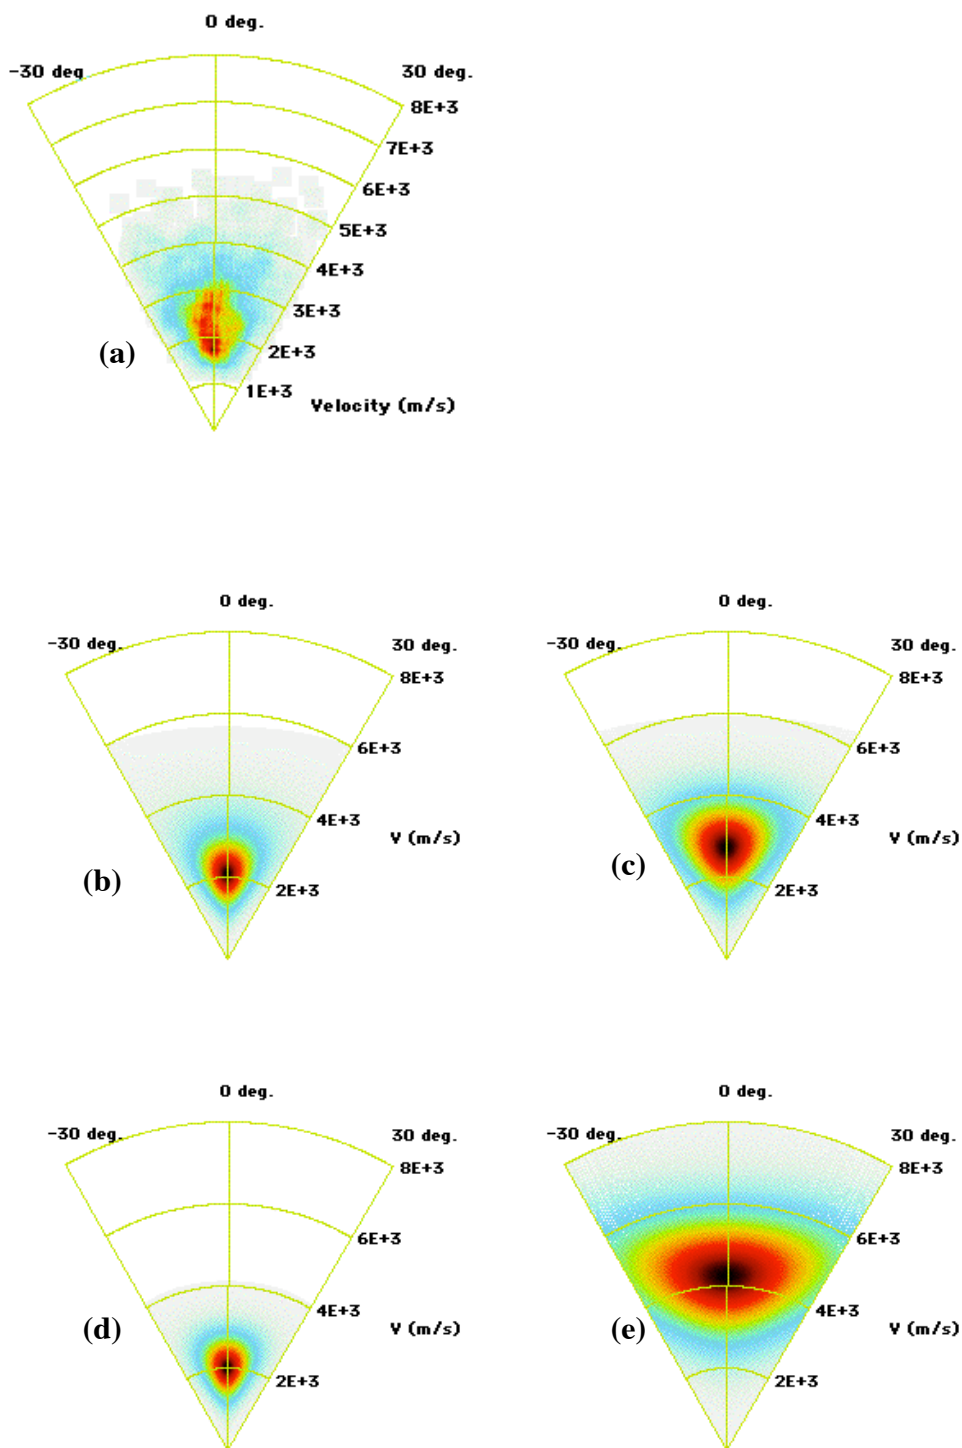 0 deg.
-30 deg
30 deg.
8E+3
7E+3
6E+3
5E+3
4E+3
3E+3
(a)
2E+3
1E+3
Velocity (m/s)
0 deg.
0 deg.
-30 deg.
30 deg.
-30 deg.
30 deg.
8E+3
8E+3
6E+3
6E+3
4E+3
4E+3
V (m/s)
V (m/s)
(b)
(c)
2E+3
2E+3
0 deg.
0 deg.
-30 deg.
30 deg.
-30 deg.
30 deg.
8E+3
8E+3
6E+3
6E+3
4E+3
4E+3
(d)
V (m/s)
(e)
V (m/s)
2E+3
2E+3